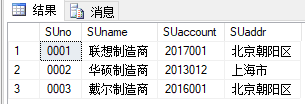 结果 消息
SUno SUname SUaccount SUaddr
1 0001 联想制造商 2017001 北京朝阳区
2 0002 华硕制造商 2013012 上海市
3 0003 戴尔制造商 2016001 北京朝阳区